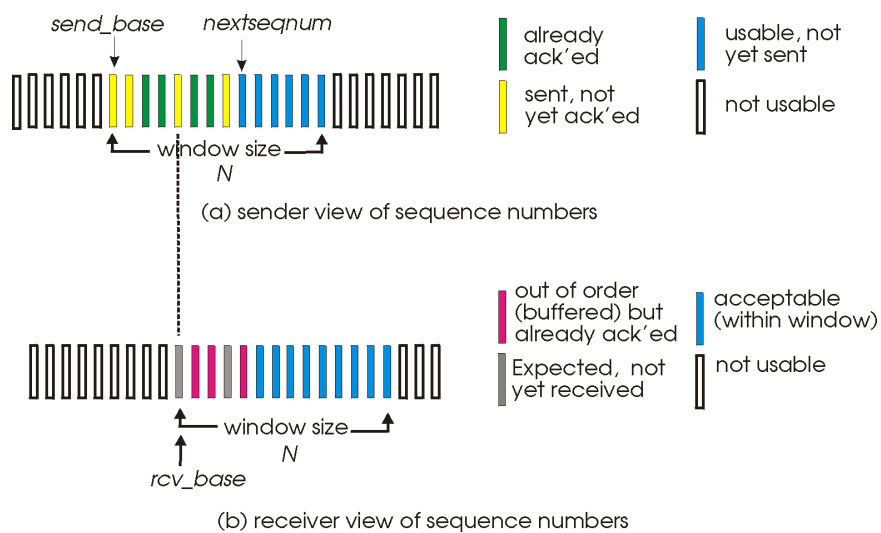 send_base
nextseqnum
already
ack'ed
usable, not
yet sent
sent, not
yet ack'ed
not usable
window size
N
(a) sender view of sequence numbers
out of order
(buffered) but
already ack'ed
acceptable
(within window)
Expected, not
yet received
not usable
window size
N
rcv_base
(b) receiver view of sequence numbers